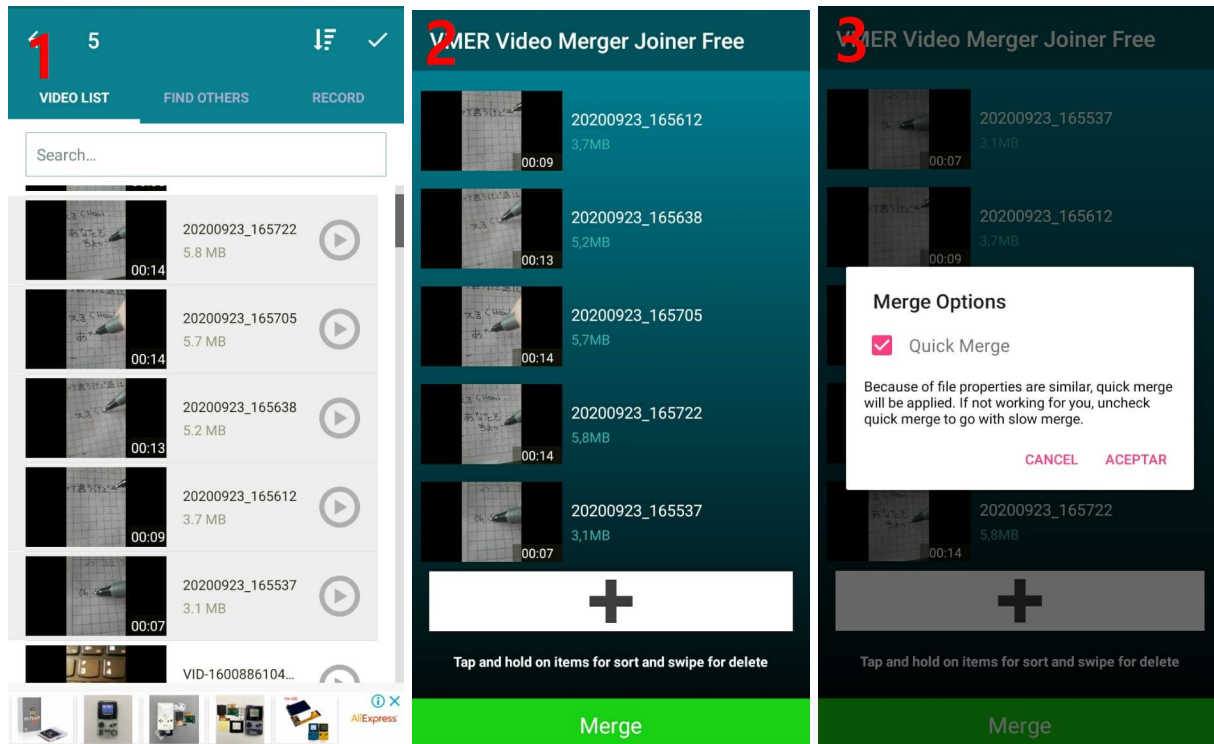 1
5
VIDEO LIST
FIND OTHERS
RECORD
Search...
20200923_165722
5.8 MB
00:14
20200923_165705
5.7 MB
00:14
20200923_165638
5.2 MB
00:13
20200923_165612
3.7 MB
00:09
20200923_165537
3.1 MB
00:07
VID-1600886104...
AliExpress
2
VMER Video Merger Joiner Free
20200923_165612
3,7MB
00:09
20200923_165638
5,2MB
00:13
20200923_165705
5,7MB
00:14
20200923_165722
5,8MB
00:14
20200923_165537
3,1MB
00:07
Tap and hold on items for sort and swipe for delete
Merge
3
VMER Video Merger Joiner Free
20200923_165537
3,1MB
00:07
20200923_165612
3,7MB
00:09
Merge Options
Quick Merge
Because of file properties are similar, quick merge
will be applied. If not working for you, uncheck
quick merge to go with slow merge.
CANCEL
ACEPTAR
20200923_165722
5,8MB
00:14
Tap and hold on items for sort and swipe for delete
Merge